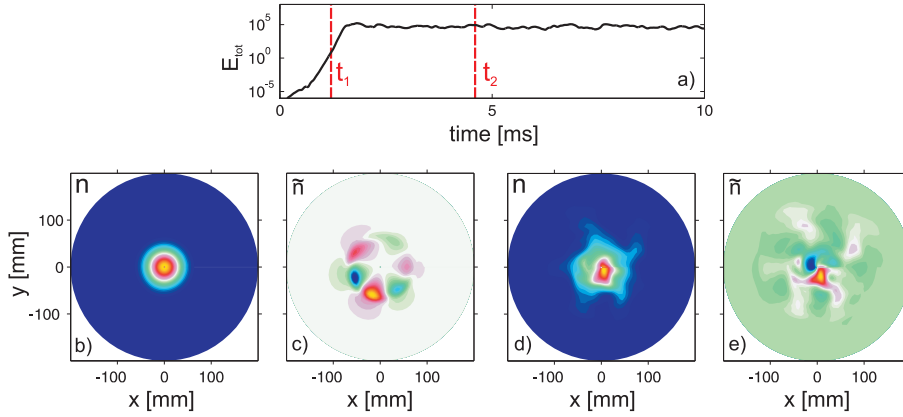 10^5
10^0
10^-5
E_tot
t_1
t_2
a)
0
5
10
time [ms]
n
ñ
n
ñ
100
0
-100
y [mm]
b)
c)
d)
e)
-100 0 100
-100 0 100
-100 0 100
-100 0 100
x [mm]
x [mm]
x [mm]
x [mm]